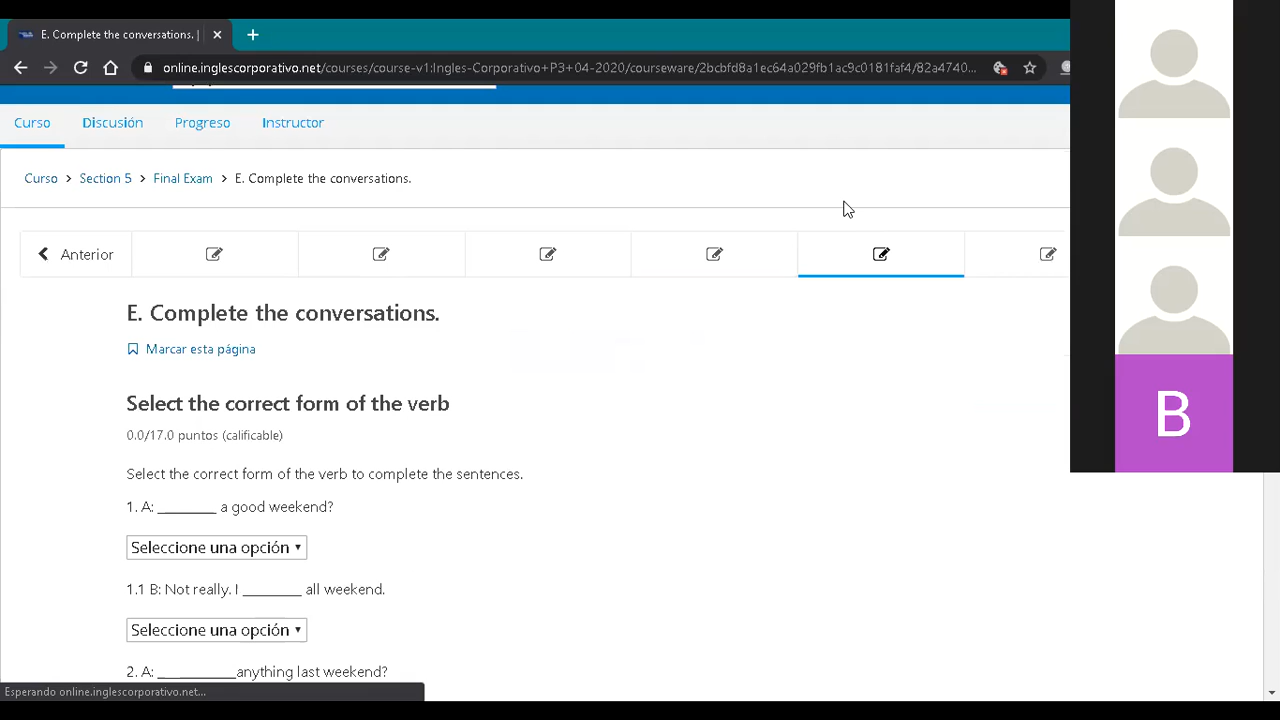 E. Complete the conversations. |
online.inglescorporativo.net/courses/course-v1:Ingles-Corporativo+P3+04-2020/courseware/2bcbfd8a1ec64a029fb1ac9c0181faf4/82a4740...
Curso Discusión Progreso Instructor
Curso > Section 5 > Final Exam > E. Complete the conversations.
Anterior
E. Complete the conversations.
Marcar esta página
Select the correct form of the verb
0.0/17.0 puntos (calificable)
Select the correct form of the verb to complete the sentences.
1. A: ________ a good weekend?
Seleccione una opción
1.1 B: Not really. I ________ all weekend.
Seleccione una opción
2. A: ___________anything last weekend?
Esperando online.inglescorporativo.net...
B